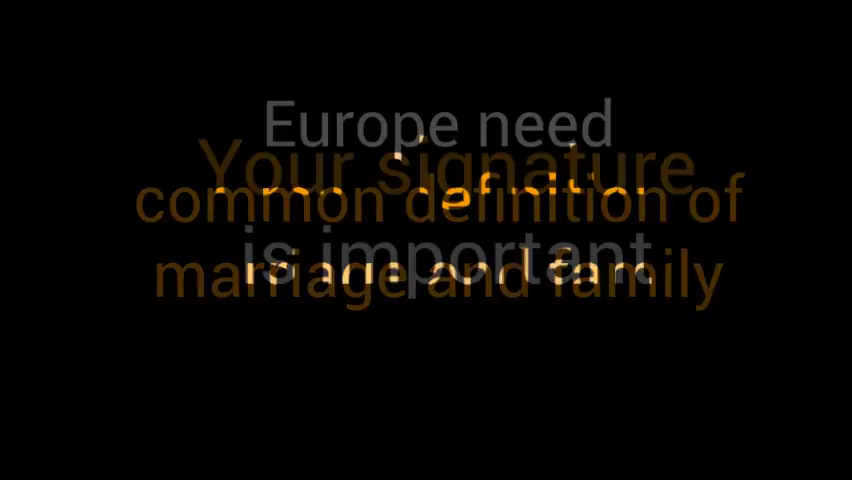 Europe need
Your signature
common definition of
is important
marriage and family